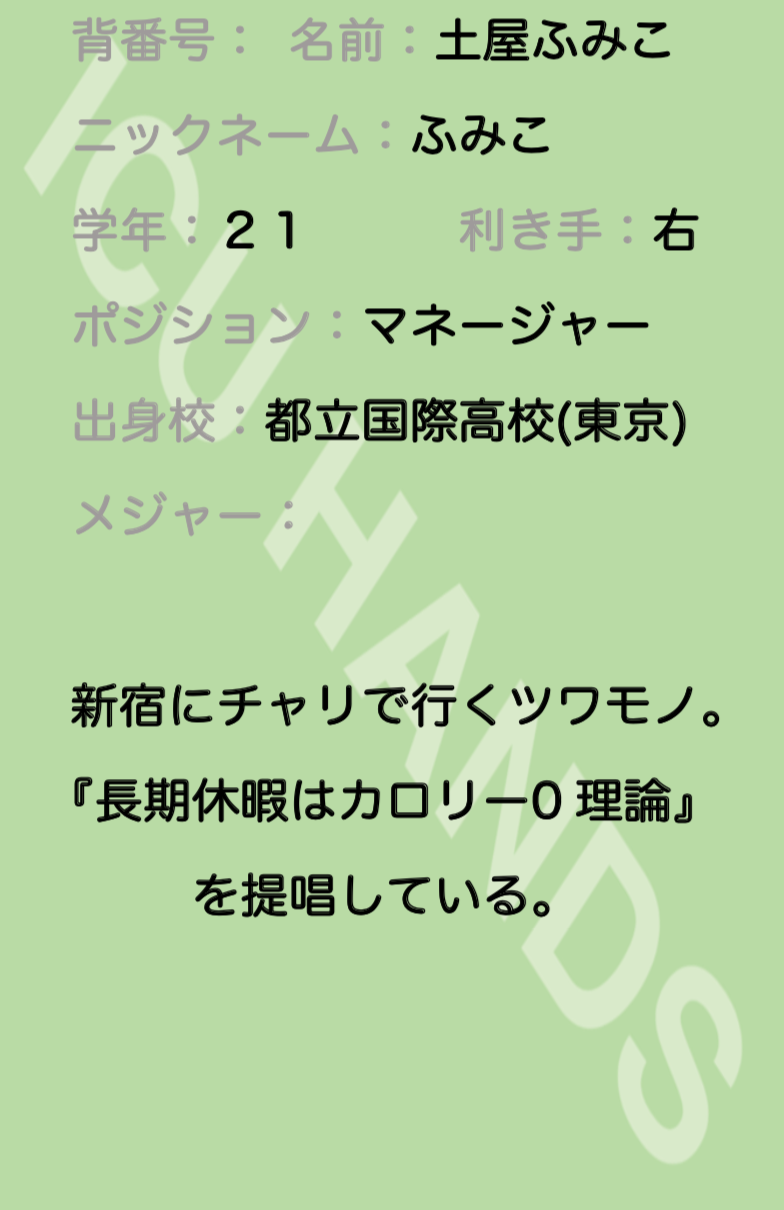 背番号： 名前：土屋ふみこ
ニックネーム：ふみこ
学年：２１ 利き手：右
ポジション：マネージャー
出身校：都立国際高校(東京)
メジャー：
新宿にチャリで行くツワモノ。
『長期休暇はカロリー0 理論』
を提唱している。
ICU HANDS